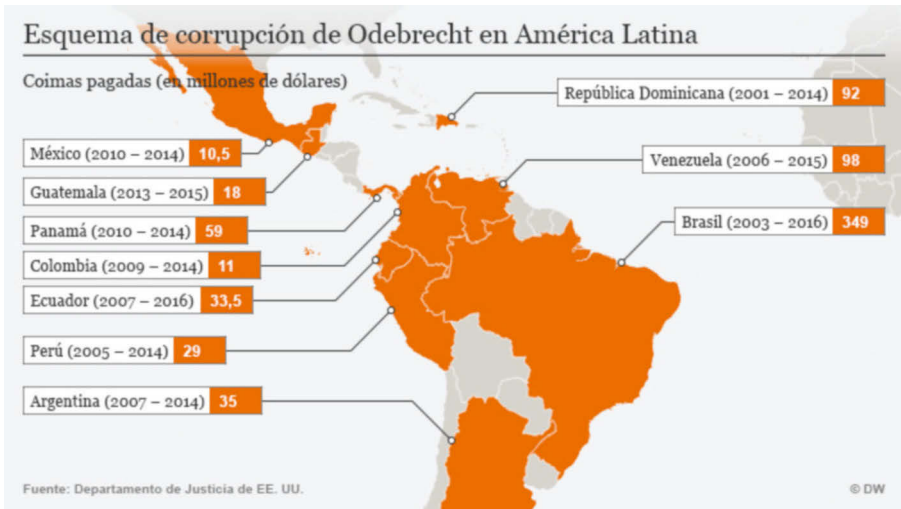 Esquema de corrupción de Odebrecht en América Latina
Coimas pagadas (en millones de dólares)
República Dominicana (2001 – 2014) 92
México (2010 – 2014) 10,5
Venezuela (2006 – 2015) 98
Guatemala (2013 – 2015) 18
Panamá (2010 – 2014) 59
Brasil (2003 – 2016) 349
Colombia (2009 – 2014) 11
Ecuador (2007 – 2016) 33,5
Perú (2005 – 2014) 29
Argentina (2007 – 2014) 35
Fuente: Departamento de Justicia de EE. UU.
© DW